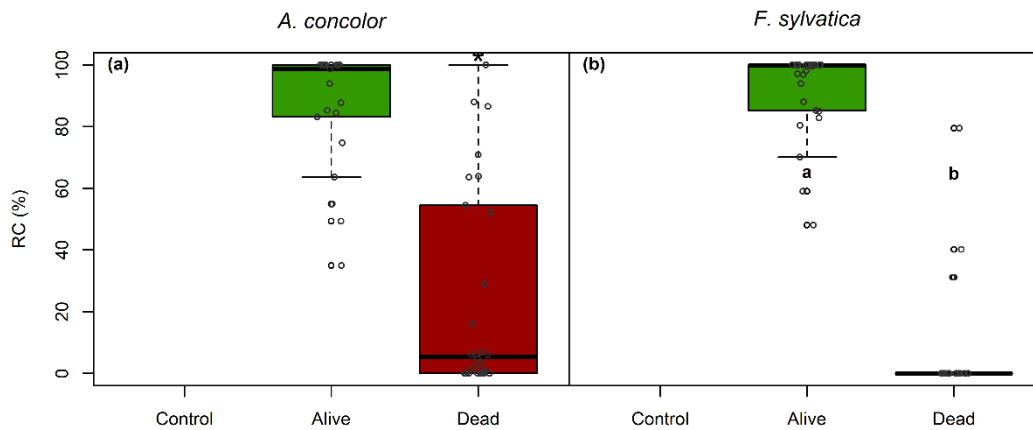 A. concolor
F. sylvatica
(a)
*
(b)
100
80
60
40
20
0
RC (%)
a
b
Control
Alive
Dead
Control
Alive
Dead